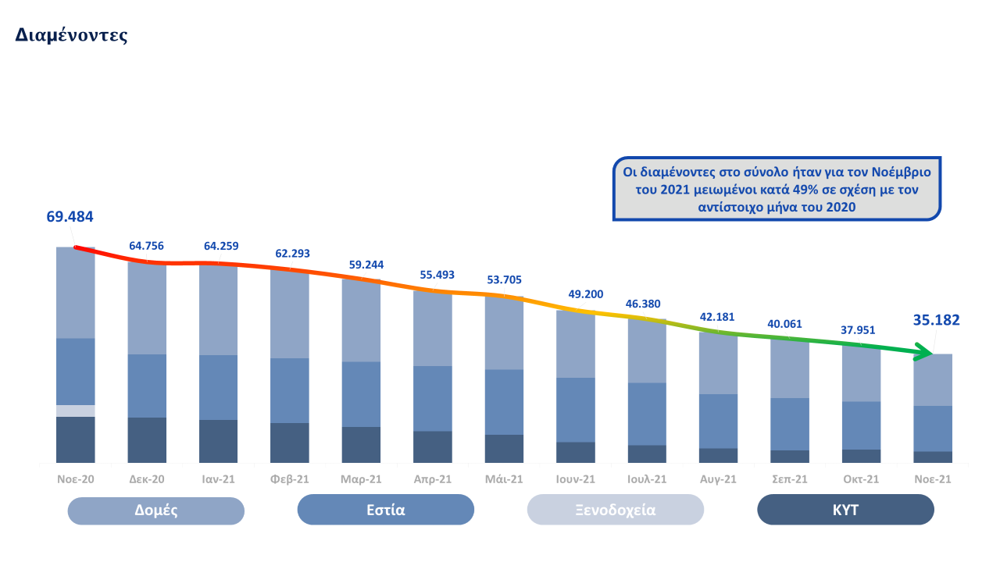 Διαμένοντες
Οι διαμένοντες στο σύνολο ήταν για τον Νοέμβριο
του 2021 μειωμένοι κατά 49% σε σχέση με τον
αντίστοιχο μήνα του 2020
69.484
64.756
64.259
62.293
59.244
55.493
53.705
49.200
46.380
42.181
40.061
37.951
35.182
Νοε-20 Δεκ-20 Ιαν-21 Φεβ-21 Μαρ-21 Απρ-21 Μάι-21 Ιουν-21 Ιουλ-21 Αυγ-21 Σεπ-21 Οκτ-21 Νοε-21
Δομές Εστία Ξενοδοχεία ΚΥΤ